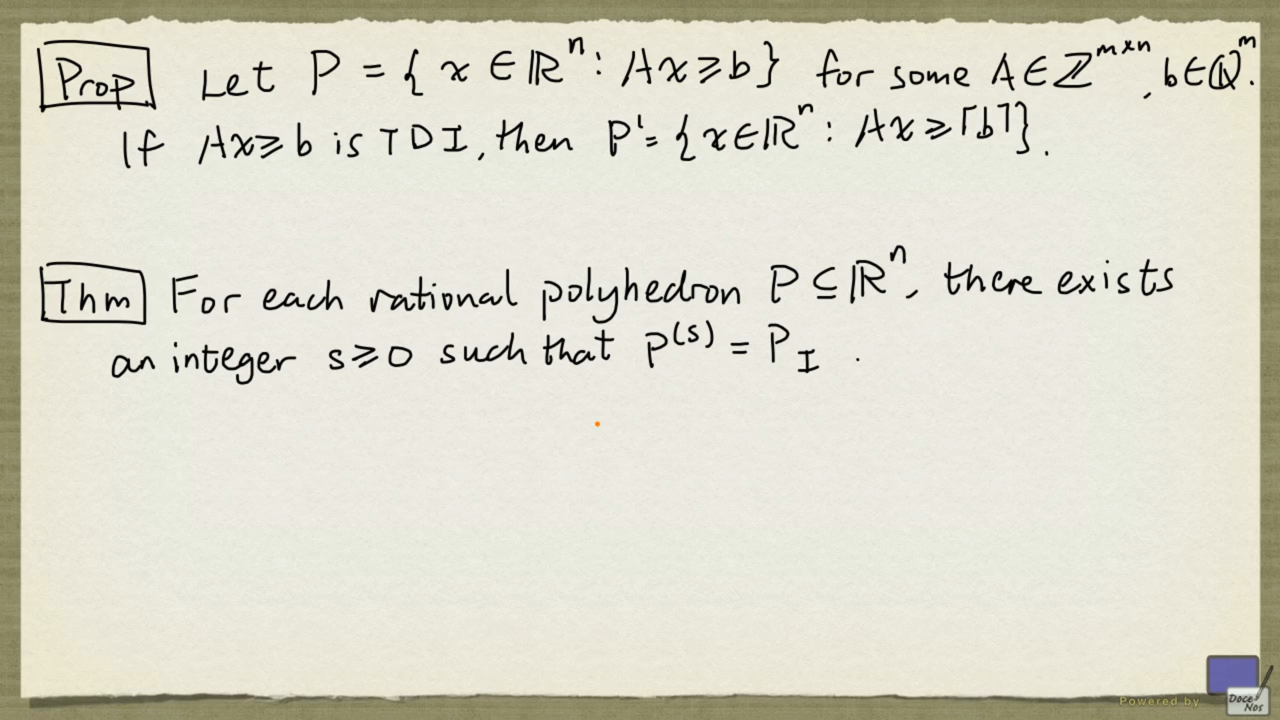 Prop Let P = { x ∈ ℝⁿ : Ax ≥ b } for some A ∈ ℤ^{m×n}, b ∈ ℚ^m.
If Ax ≥ b is TDI, then P' = { x ∈ ℝⁿ : Ax ≥ ⌈b⌉ }.
Thm For each rational polyhedron P ⊆ ℝⁿ, there exists
an integer s ≥ 0 such that P^{(s)} = P_I .
Powered by
Doce
Nos